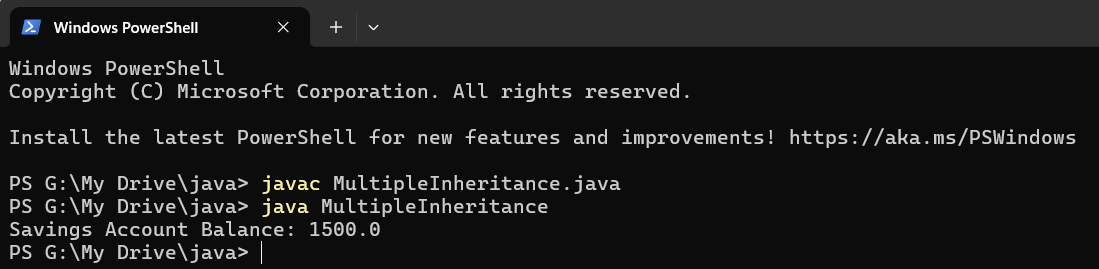 Windows PowerShell
Windows PowerShell
Copyright (C) Microsoft Corporation. All rights reserved.
Install the latest PowerShell for new features and improvements! https://aka.ms/PSWindows
PS G:\My Drive\java> javac MultipleInheritance.java
PS G:\My Drive\java> java MultipleInheritance
Savings Account Balance: 1500.0
PS G:\My Drive\java>